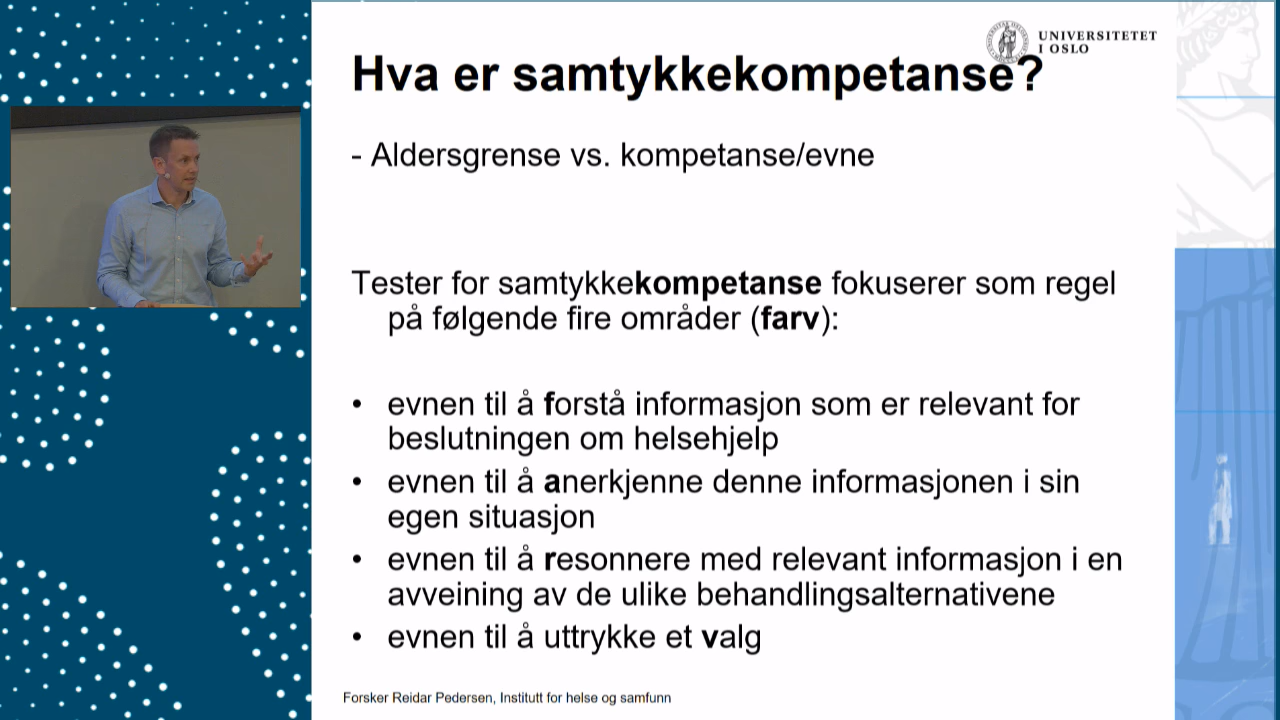 UNIVERSITETET
I OSLO
Hva er samtykkekompetanse?
- Aldersgrense vs. kompetanse/evne
Tester for samtykkekompetanse fokuserer som regel
på følgende fire områder (farv):
• evnen til å forstå informasjon som er relevant for
beslutningen om helsehjelp
• evnen til å anerkjenne denne informasjonen i sin
egen situasjon
• evnen til å resonnere med relevant informasjon i en
avveining av de ulike behandlingsalternativene
• evnen til å uttrykke et valg
Forsker Reidar Pedersen, Institutt for helse og samfunn